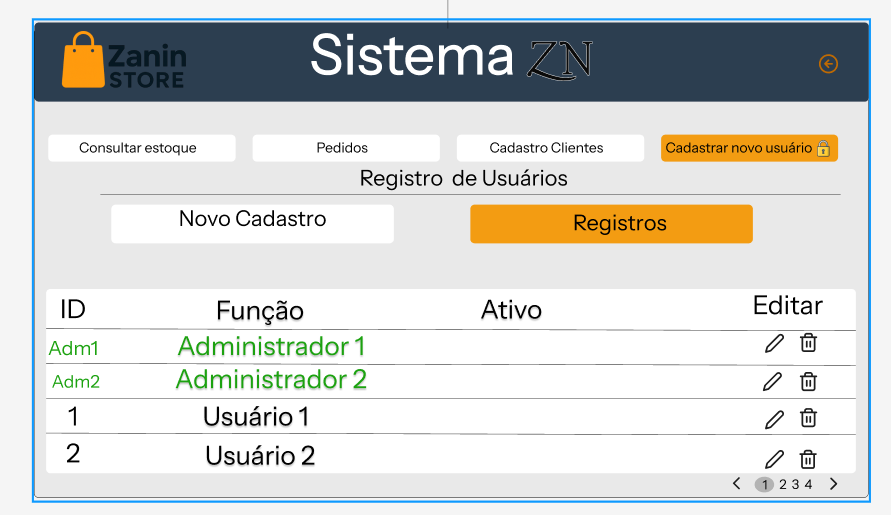 Zanin
STORE
Sistema ZN
Consultar estoque
Pedidos
Cadastro Clientes
Cadastrar novo usuário
Registro de Usuários
Novo Cadastro
Registros
ID Função Ativo Editar
Adm1 Administrador 1
Adm2 Administrador 2
1 Usuário 1
2 Usuário 2
1 2 3 4